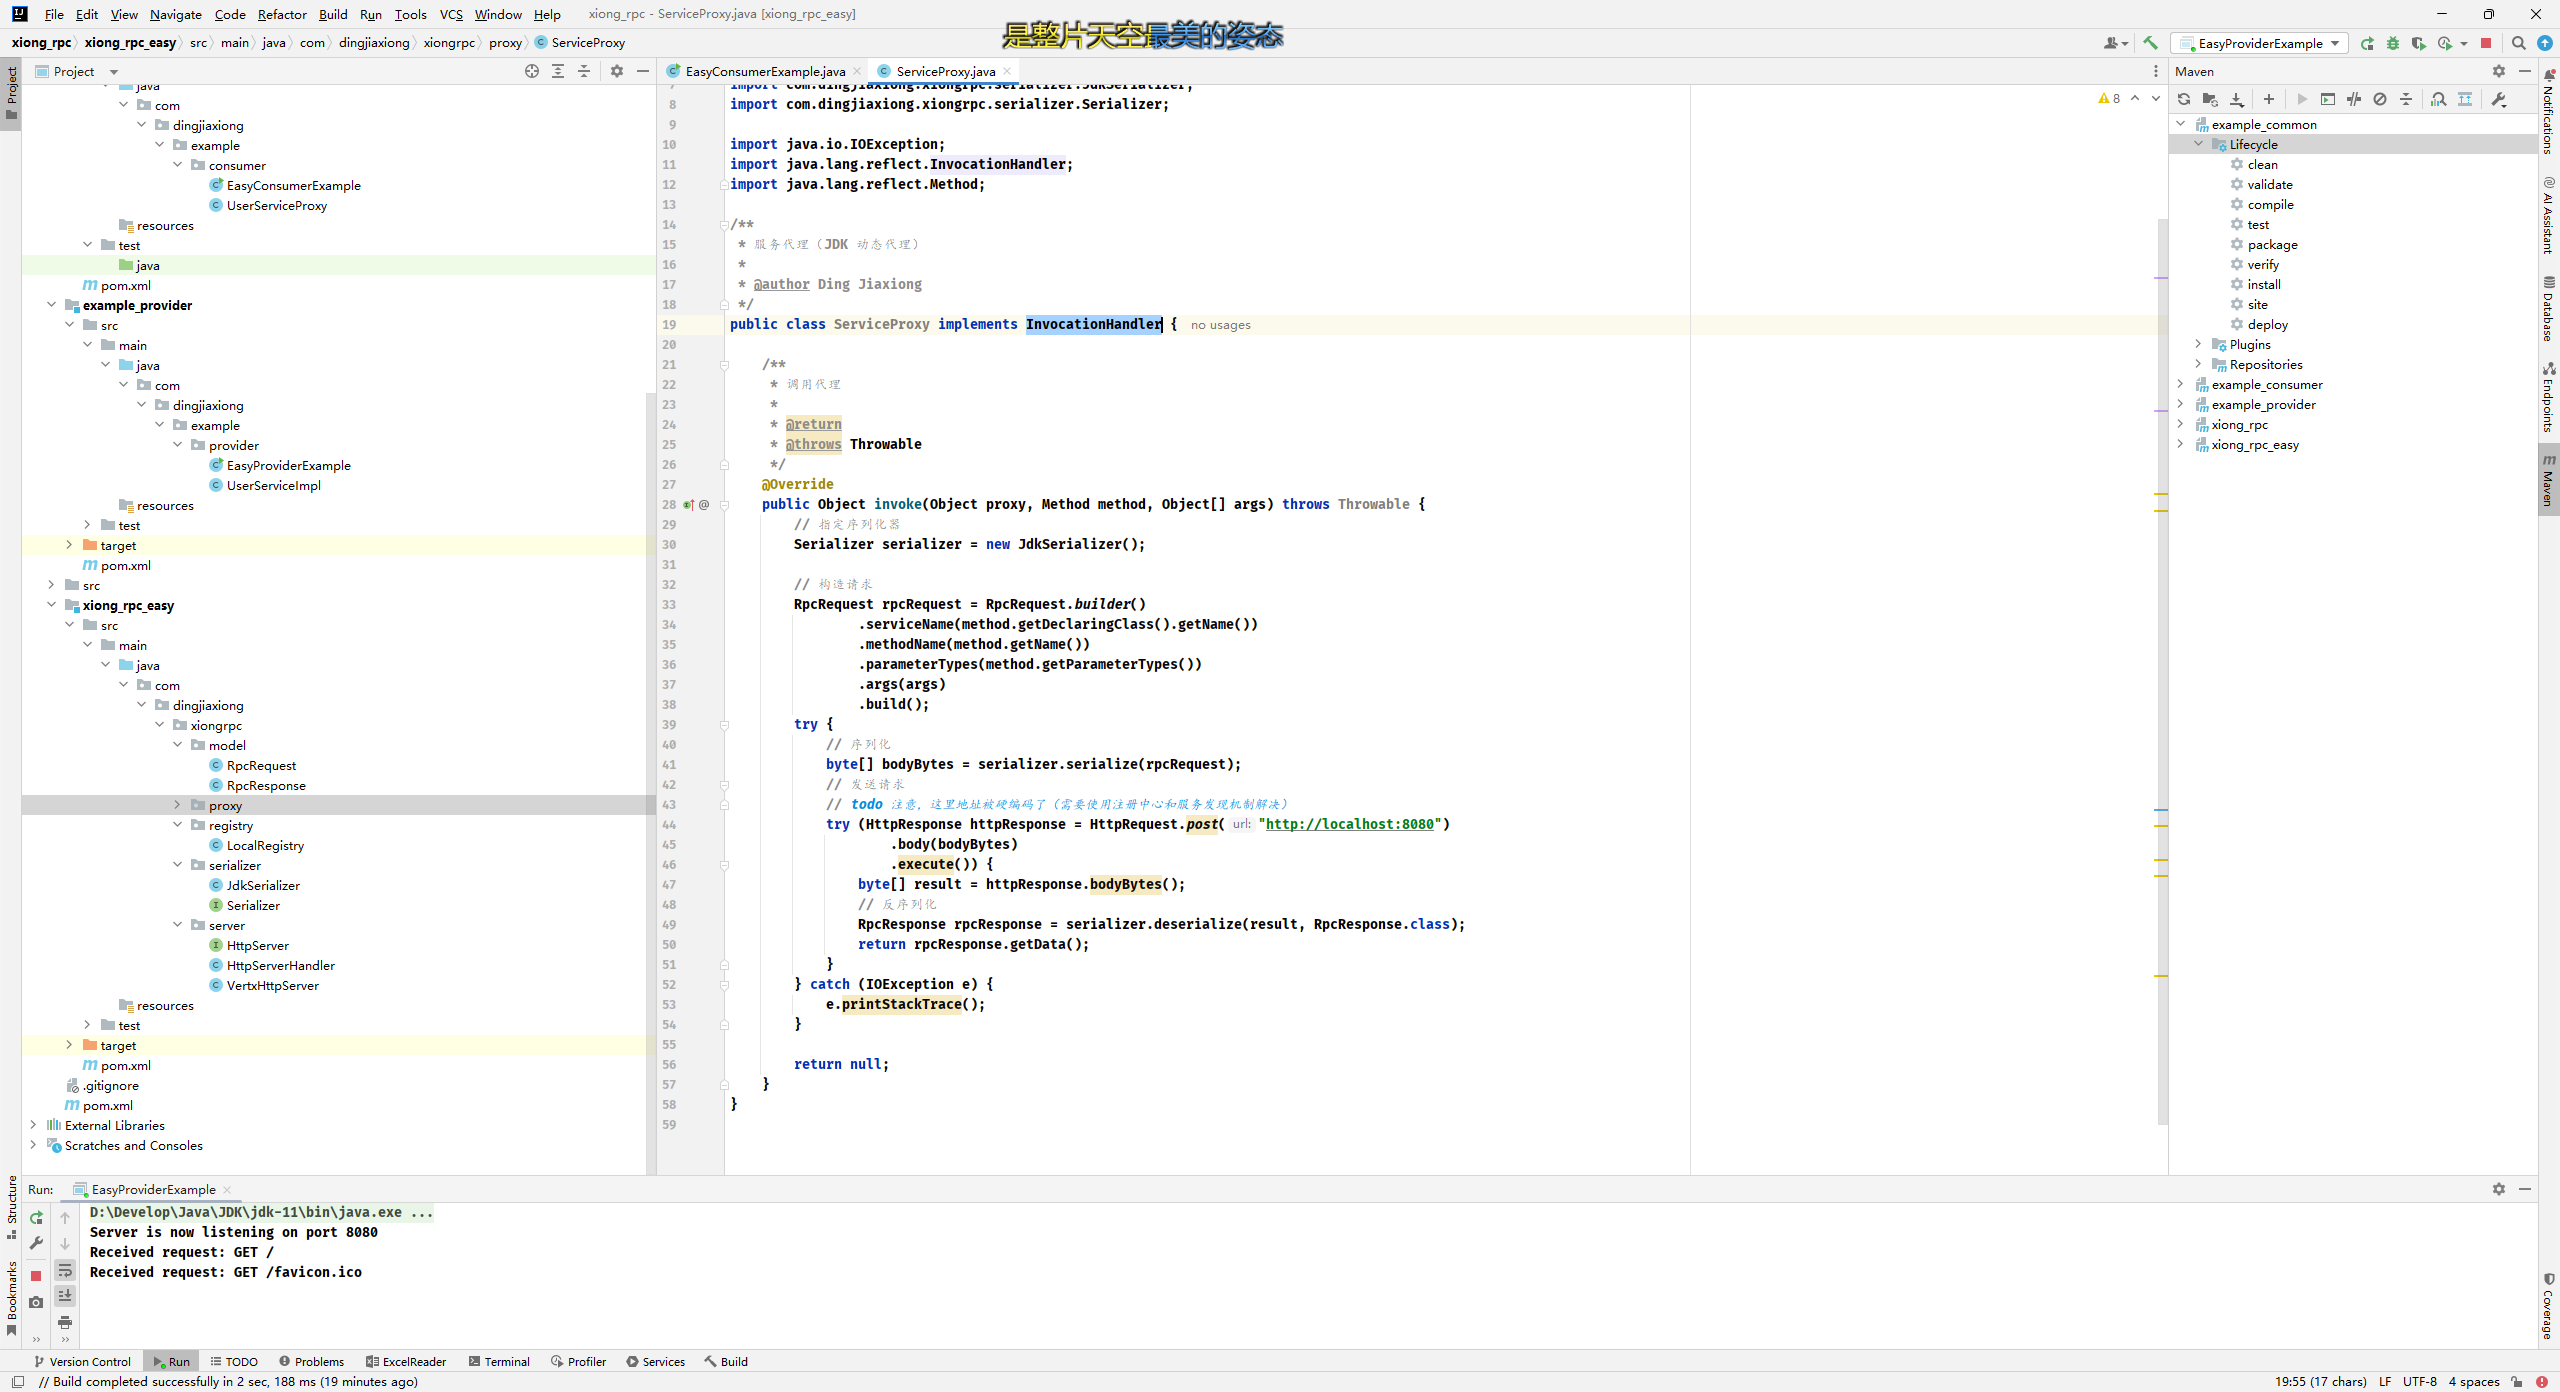 File Edit View Navigate Code Refactor Build Run Tools VCS Window Help xiong_rpc - ServiceProxy.java [xiong_rpc_easy]
是整片天空最美的姿态
xiong_rpc xiong_rpc_easy src main java com dingjiaxiong xiongrpc proxy ServiceProxy
EasyProviderExample
Project
Project
java
com
dingjiaxiong
example
consumer
EasyConsumerExample
UserServiceProxy
resources
test
java
pom.xml
example_provider
src
main
java
com
dingjiaxiong
example
provider
EasyProviderExample
UserServiceImpl
resources
test
target
pom.xml
src
xiong_rpc_easy
src
main
java
com
dingjiaxiong
xiongrpc
model
RpcRequest
RpcResponse
proxy
registry
LocalRegistry
serializer
JdkSerializer
Serializer
server
HttpServer
HttpServerHandler
VertxHttpServer
resources
test
target
pom.xml
.gitignore
pom.xml
External Libraries
Scratches and Consoles
Structure
Bookmarks
EasyConsumerExample.java ServiceProxy.java
8
7 import com.dingjiaxiong.xiongrpc.serializer.JdkSerializer;
8 import com.dingjiaxiong.xiongrpc.serializer.Serializer;
9
10 import java.io.IOException;
11 import java.lang.reflect.InvocationHandler;
12 import java.lang.reflect.Method;
13
14 /**
15 * 服务代理（JDK 动态代理）
16 *
17 * @author Ding Jiaxiong
18 */
19 public class ServiceProxy implements InvocationHandler { no usages
20
21 /**
22 * 调用代理
23 *
24 * @return
25 * @throws Throwable
26 */
27 @Override
28 public Object invoke(Object proxy, Method method, Object[] args) throws Throwable {
29 // 指定序列化器
30 Serializer serializer = new JdkSerializer();
31
32 // 构造请求
33 RpcRequest rpcRequest = RpcRequest.builder()
34 .serviceName(method.getDeclaringClass().getName())
35 .methodName(method.getName())
36 .parameterTypes(method.getParameterTypes())
37 .args(args)
38 .build();
39 try {
40 // 序列化
41 byte[] bodyBytes = serializer.serialize(rpcRequest);
42 // 发送请求
43 // todo 注意，这里地址被硬编码了（需要使用注册中心和服务发现机制解决）
44 try (HttpResponse httpResponse = HttpRequest.post( url: "http://localhost:8080")
45 .body(bodyBytes)
46 .execute()) {
47 byte[] result = httpResponse.bodyBytes();
48 // 反序列化
49 RpcResponse rpcResponse = serializer.deserialize(result, RpcResponse.class);
50 return rpcResponse.getData();
51 }
52 } catch (IOException e) {
53 e.printStackTrace();
54 }
55
56 return null;
57 }
58 }
59
Maven
example_common
Lifecycle
clean
validate
compile
test
package
verify
install
site
deploy
Plugins
Repositories
example_consumer
example_provider
xiong_rpc
xiong_rpc_easy
Notifications
AI Assistant
Database
Endpoints
Maven
Coverage
Run: EasyProviderExample
D:\Develop\Java\JDK\jdk-11\bin\java.exe ...
Server is now listening on port 8080
Received request: GET /
Received request: GET /favicon.ico
Version Control Run TODO Problems ExcelReader Terminal Profiler Services Build
// Build completed successfully in 2 sec, 188 ms (19 minutes ago)
19:55 (17 chars) LF UTF-8 4 spaces